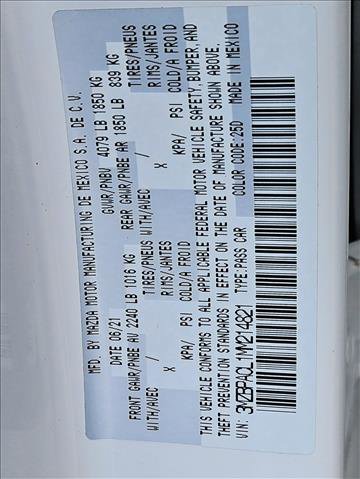 MFD. BY MAZDA MOTOR MANUFACTURING DE MEXICO S.A. DE C.V.
DATE 06/21 GVWR/PNBV 4079 LB 1850 KG
FRONT GAWR/PNBE AV 2240 LB 1016 KG REAR GAWR/PNBE AR 1850 LB 839 KG
WITH/AVEC TIRES/PNEUS WITH/AVEC TIRES/PNEUS
X RIMS/JANTES X RIMS/JANTES
KPA/ PSI COLD/A FROID KPA/ PSI COLD/A FROID
THIS VEHICLE CONFORMS TO ALL APPLICABLE FEDERAL MOTOR VEHICLE SAFETY, BUMPER, AND
THEFT PREVENTION STANDARDS IN EFFECT ON THE DATE OF MANUFACTURE SHOWN ABOVE.
VIN: 3MZBPACL1MM214821 COLOR CODE:25D
TYPE:PASS CAR MADE IN MEXICO